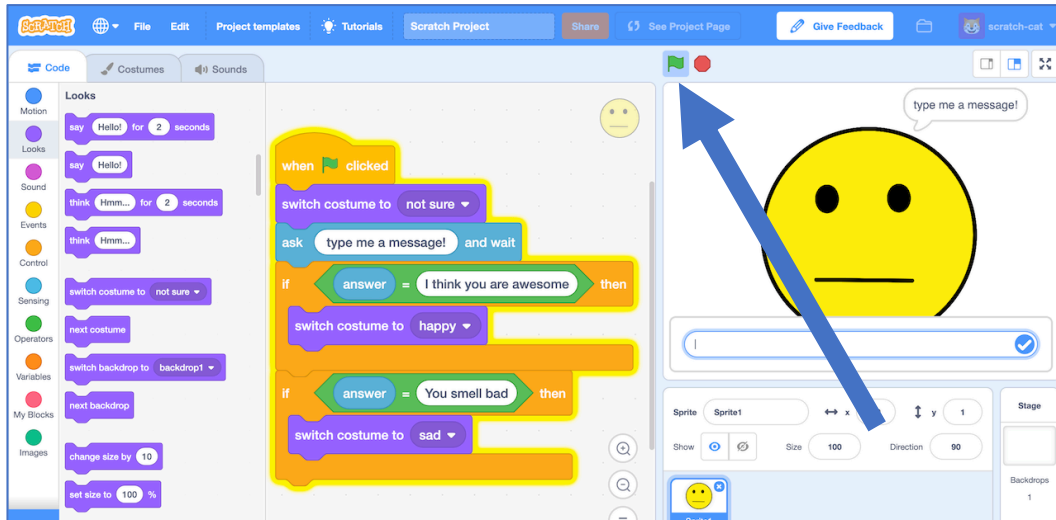 SCRATCH File Edit Project templates Tutorials Scratch Project Share See Project Page Give Feedback scratch-cat
Code Costumes Sounds
Motion
Looks
Sound
Events
Control
Sensing
Operators
Variables
My Blocks
Images
Looks
say Hello! for 2 seconds
say Hello!
think Hmm... for 2 seconds
think Hmm...
switch costume to not sure
next costume
switch backdrop to backdrop1
next backdrop
change size by 10
set size to 100 %
when clicked
switch costume to not sure
ask type me a message! and wait
if answer = I think you are awesome then
switch costume to happy
if answer = You smell bad then
switch costume to sad
type me a message!
Sprite Sprite1 x y 1
Show Size 100 Direction 90
Sprite1
Stage
Backdrops
1